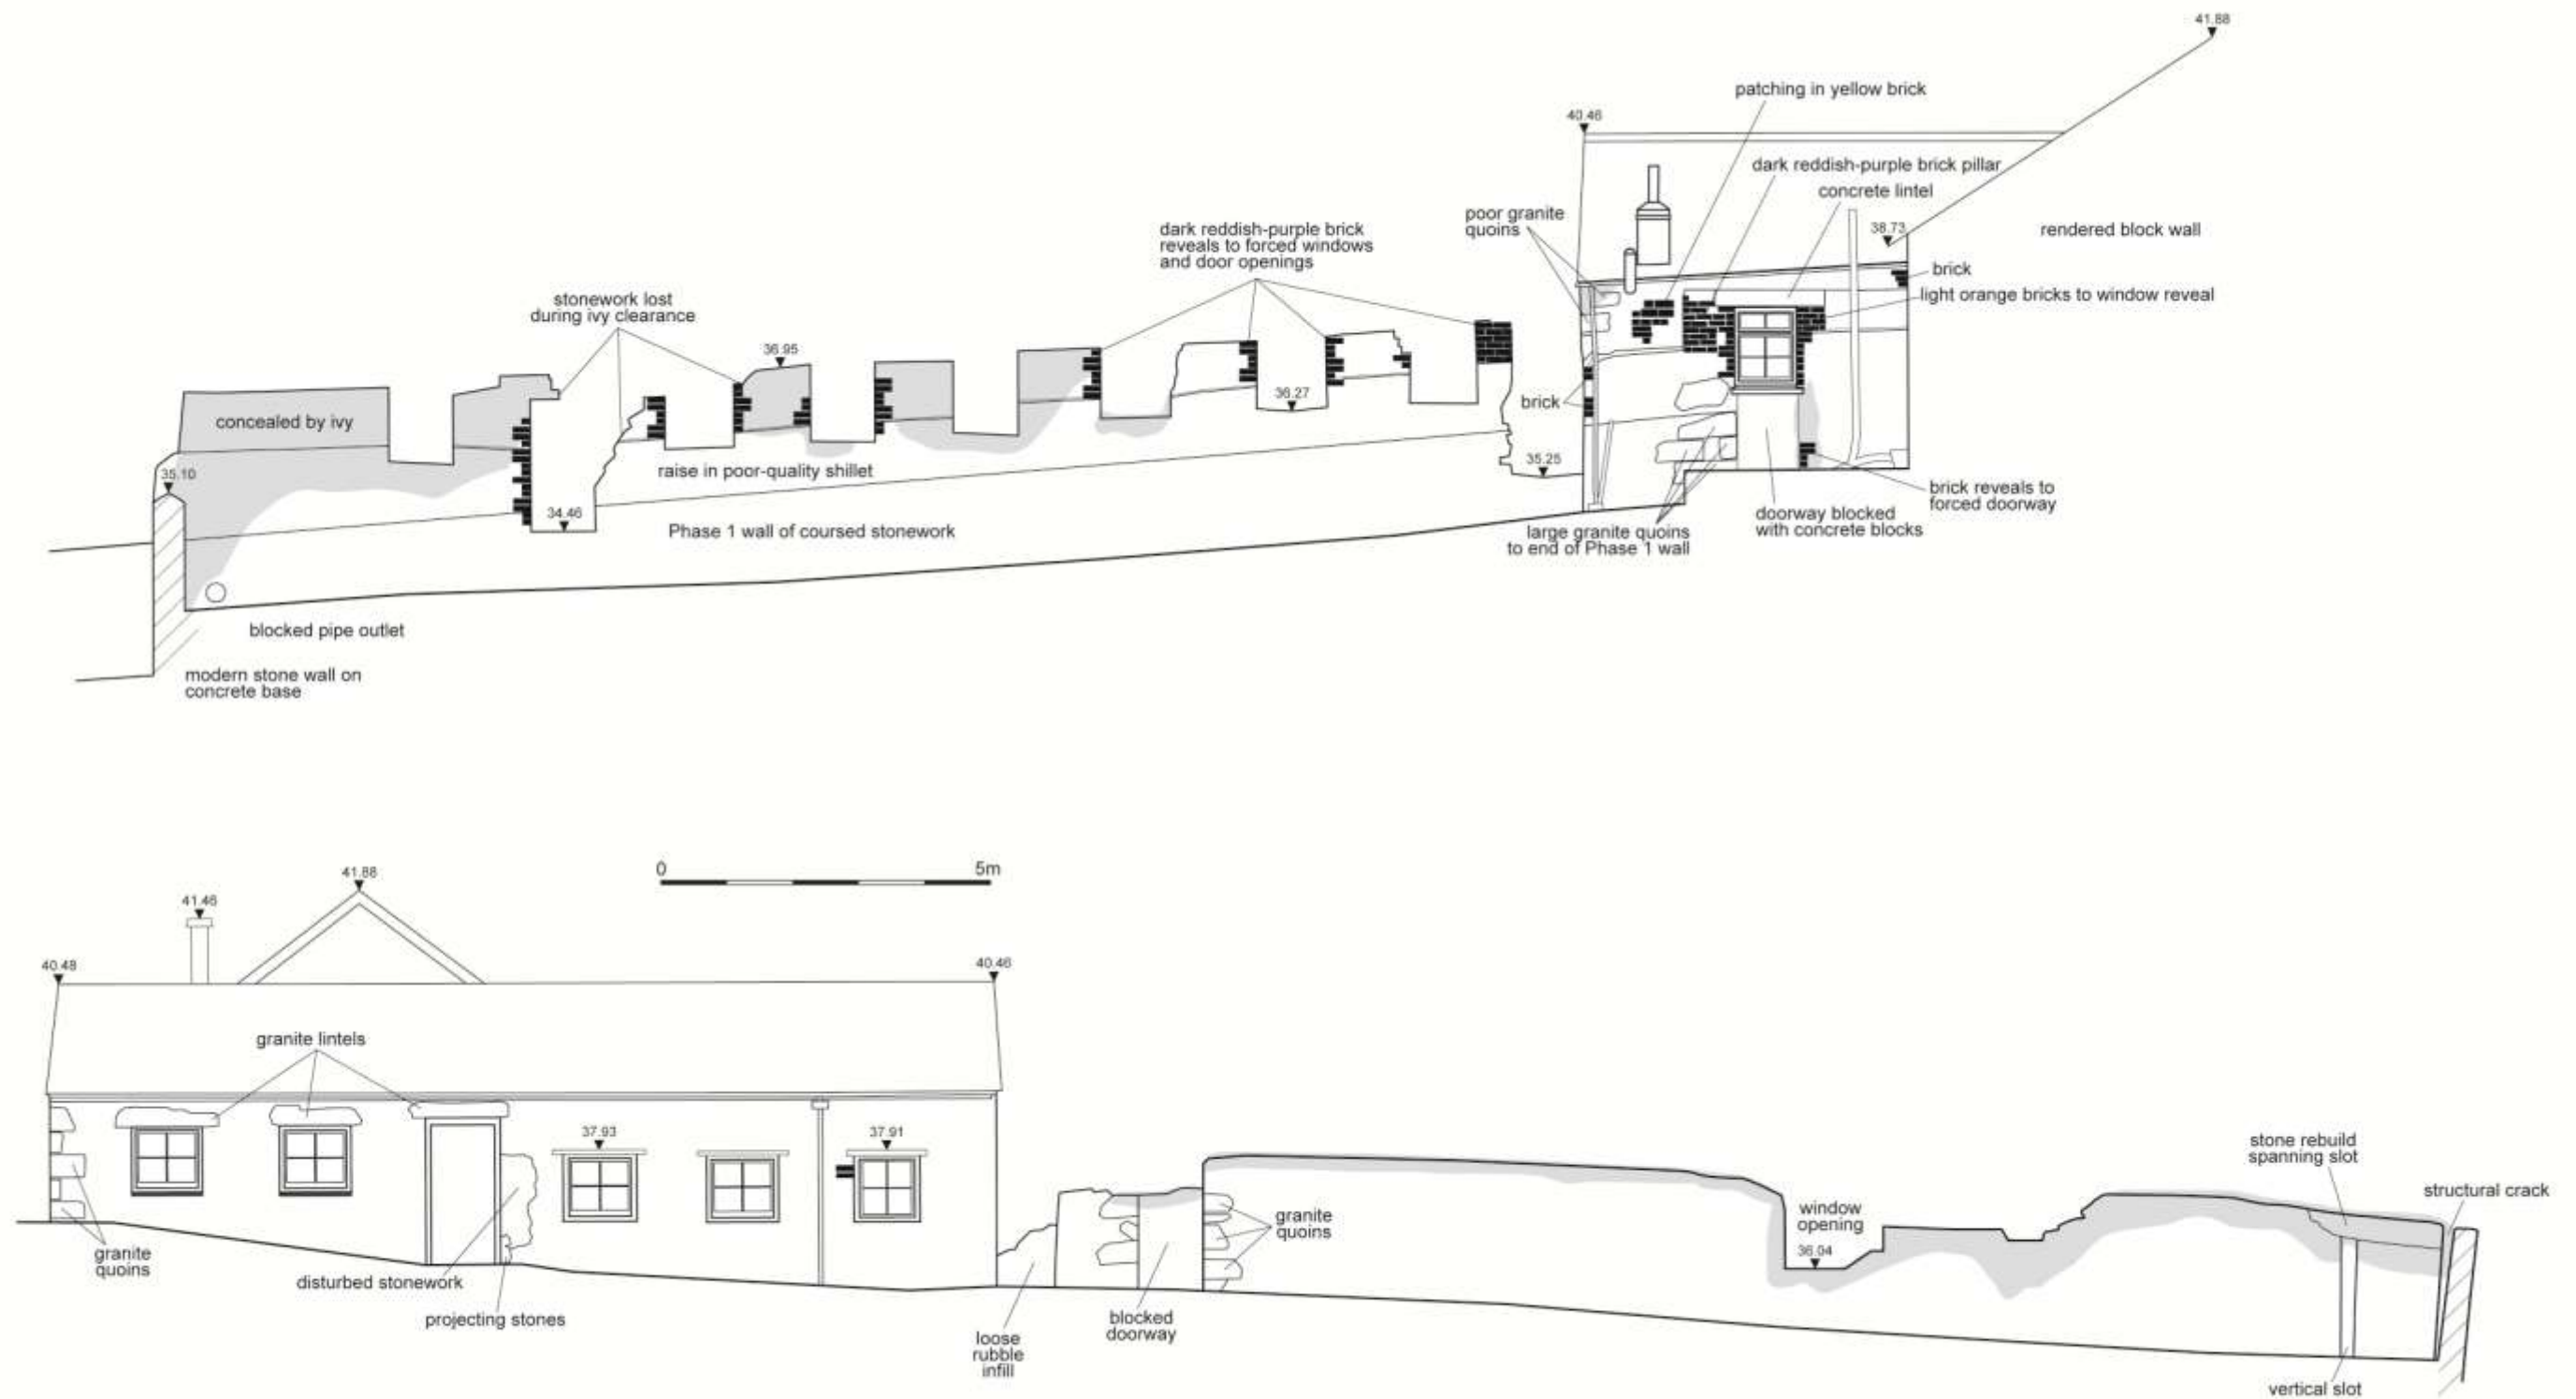 41.88
patching in yellow brick
40.46
dark reddish-purple brick pillar
concrete lintel
poor granite
quoins
dark reddish-purple brick
reveals to forced windows
and door openings
38.73
rendered block wall
brick
light orange bricks to window reveal
stonework lost
during ivy clearance
36.95
36.27
brick
concealed by ivy
35.10
raise in poor-quality shillet
35.25
34.46
Phase 1 wall of coursed stonework
large granite quoins
to end of Phase 1 wall
doorway blocked
with concrete blocks
brick reveals to
forced doorway
blocked pipe outlet
modern stone wall on
concrete base
0 5m
41.88
41.46
40.48
40.46
granite lintels
37.93
37.91
granite
quoins
disturbed stonework
projecting stones
loose
rubble
infill
blocked
doorway
granite
quoins
window
opening
36.04
stone rebuild
spanning slot
structural crack
vertical slot